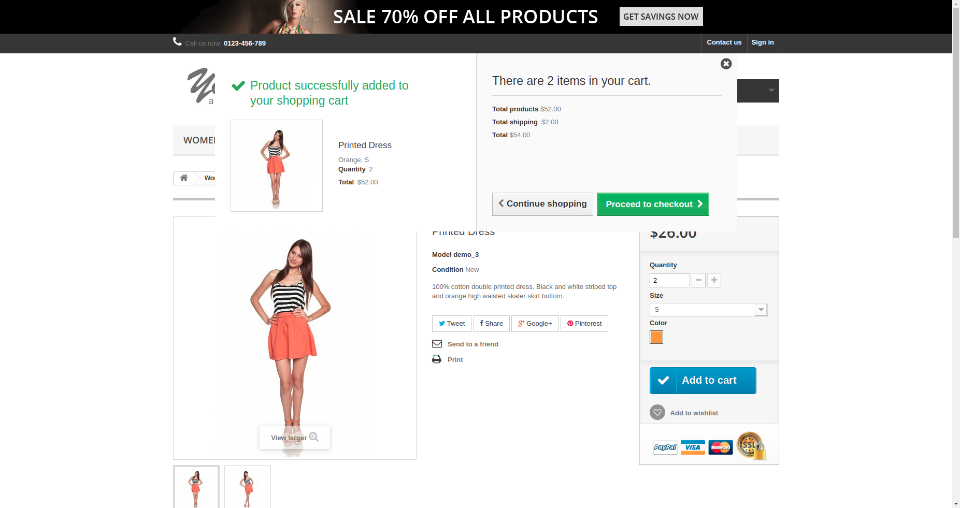 SALE 70% OFF ALL PRODUCTS
GET SAVINGS NOW
Call us now: 0123-456-789
Contact us
Sign in
Product successfully added to
your shopping cart
There are 2 items in your cart.
Total products $52.00
Total shipping $2.00
Total $54.00
Printed Dress
Orange, S
Quantity 2
Total $52.00
Continue shopping
Proceed to checkout
Printed Dress
Model demo_3
Condition New
100% cotton double printed dress. Black and white striped top
and orange high waisted skater skirt bottom.
Tweet
Share
Google+
Pinterest
Send to a friend
Print
$26.00
Quantity
2
Size
S
Color
Add to cart
Add to wishlist
View larger
PayPal
VISA
SSL